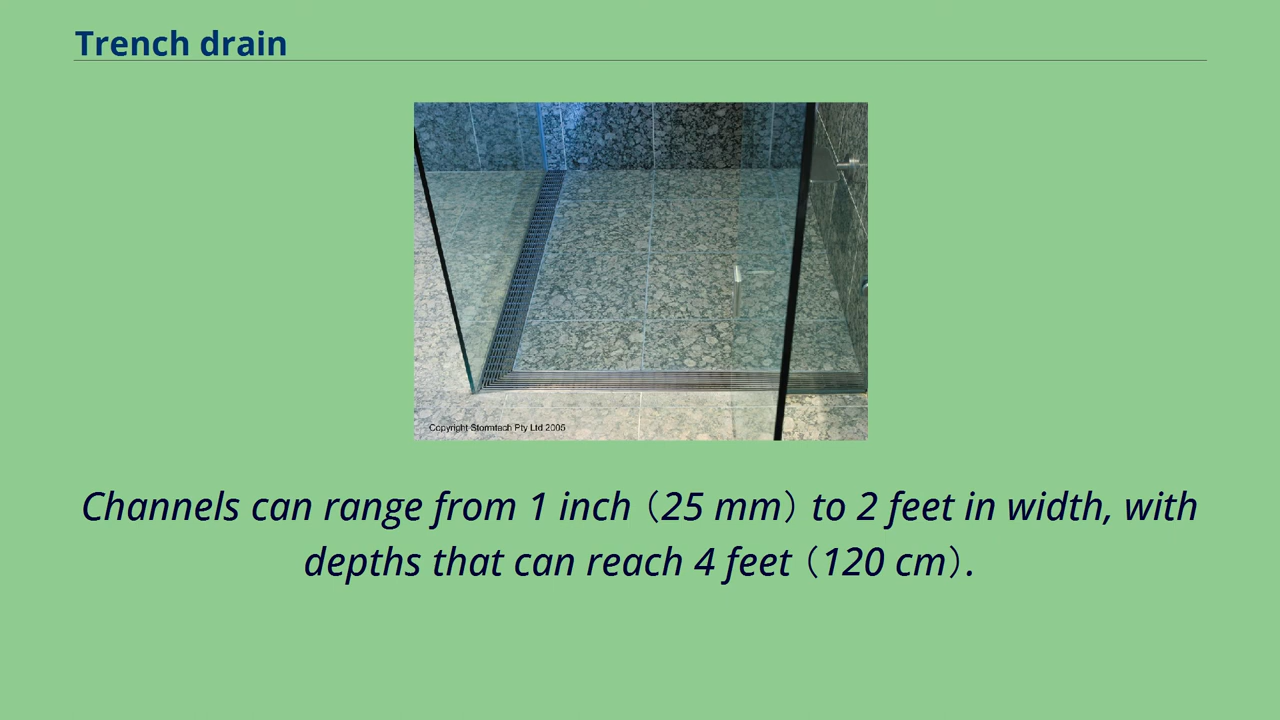 Trench drain
Copyright Stormtech Pty Ltd 2005
Channels can range from 1 inch (25 mm) to 2 feet in width, with
depths that can reach 4 feet (120 cm).